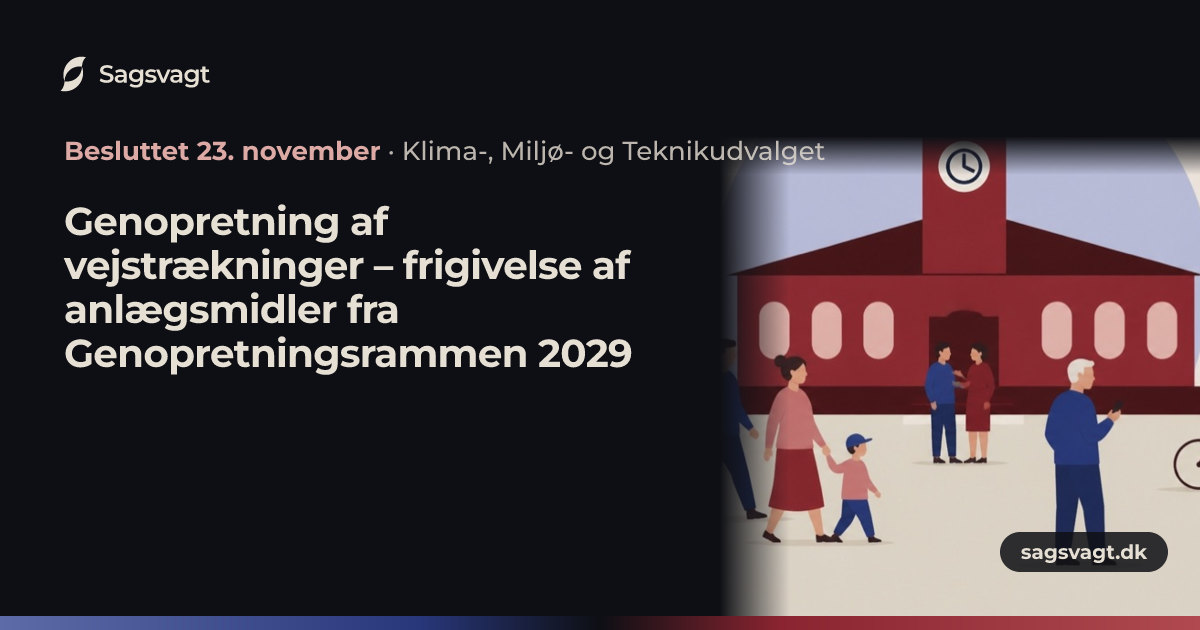 Sagsvagt
Besluttet 23. november · Klima-, Miljø- og Teknikudvalget
Genopretning af
vejstrækninger – frigivelse af
anlægsmidler fra
Genopretningsrammen 2029
sagsvagt.dk